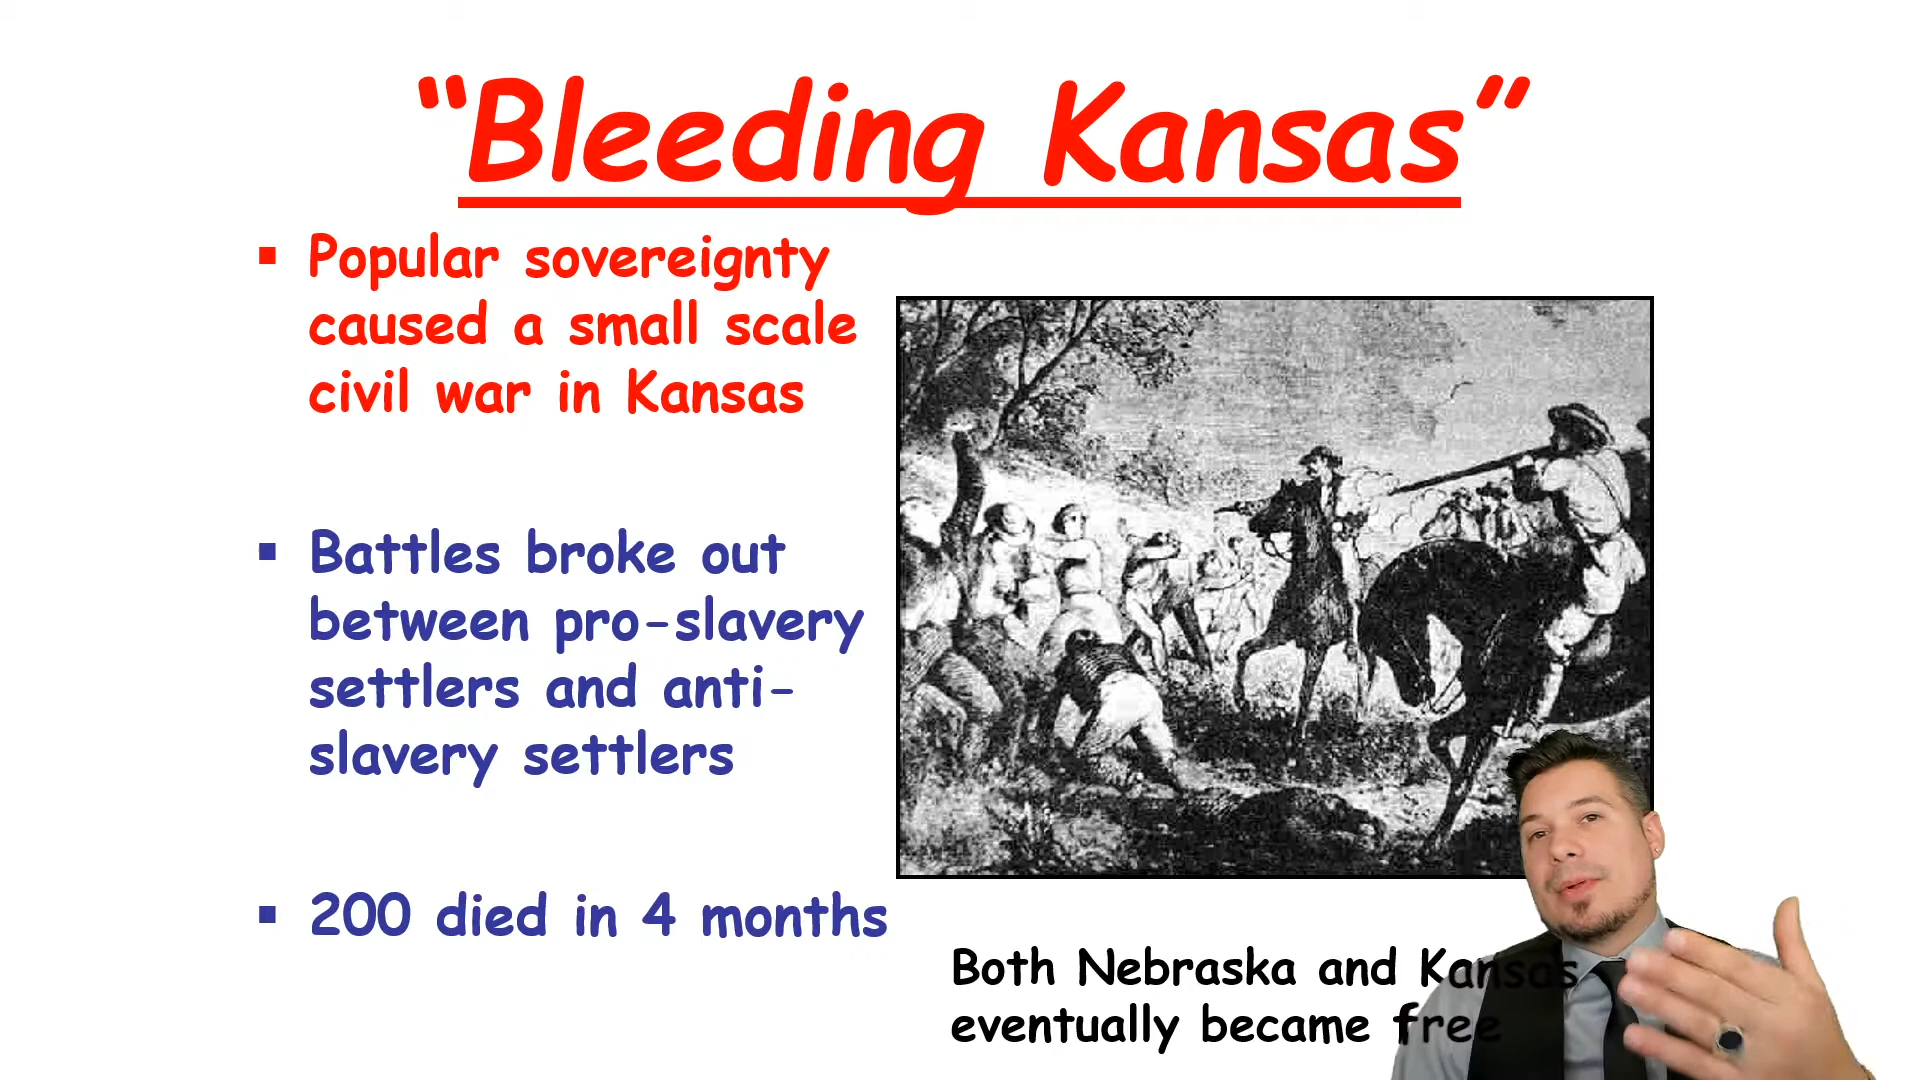 “Bleeding Kansas”
▪ Popular sovereignty
caused a small scale
civil war in Kansas
▪ Battles broke out
between pro-slavery
settlers and anti-
slavery settlers
▪ 200 died in 4 months
Both Nebraska and Kansas
eventually became free